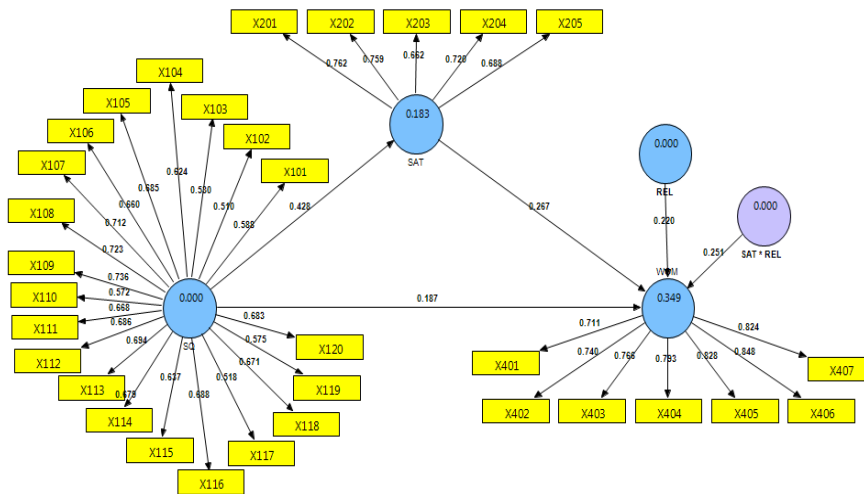 X201
X202
X203
X204
X205
0.762
0.759
0.662
0.720
0.688
0.183
SAT
X104
X105
X103
X106
X102
X107
X101
X108
0.624
0.685
0.530
0.660
0.510
0.712
0.588
0.723
0.428
0.267
0.000
REL
0.220
0.000
SAT * REL
0.251
X109
X110
X111
X112
X113
X114
X115
X116
X117
X118
X119
X120
0.736
0.572
0.668
0.686
0.694
0.679
0.637
0.688
0.518
0.671
0.575
0.683
0.000
SQ
0.187
WOM
0.349
0.711
0.740
0.766
0.793
0.828
0.848
0.824
X401
X402
X403
X404
X405
X406
X407